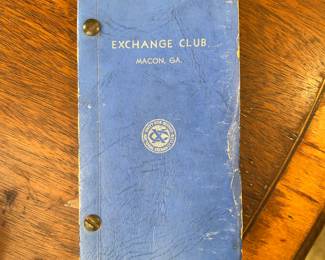 EXCHANGE CLUB
MACON, GA.